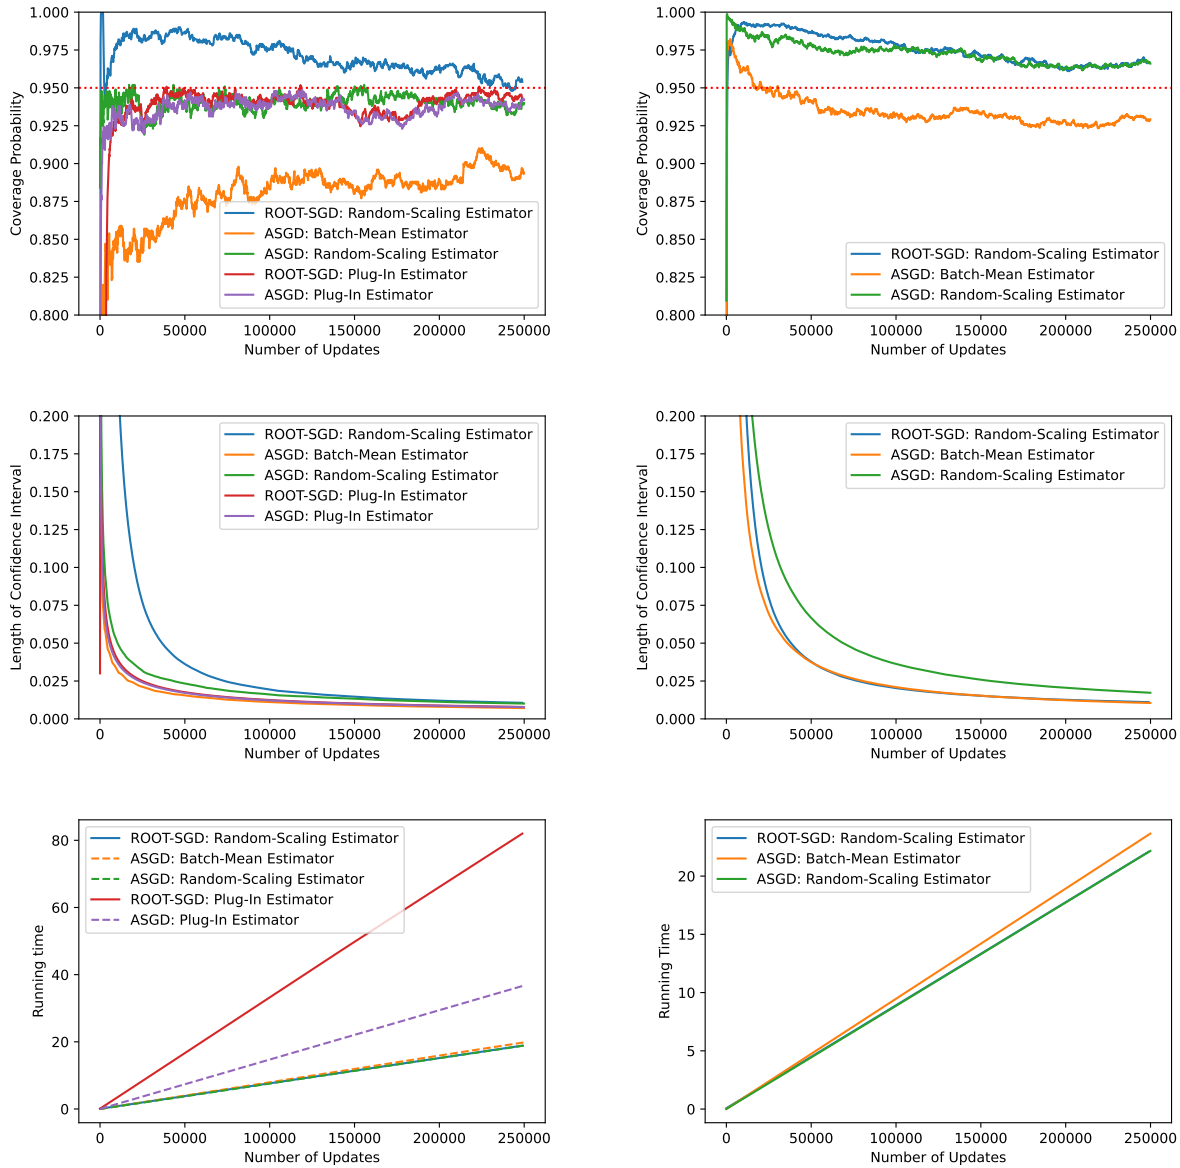 1.000
0.975
0.950
0.925
0.900
0.875
0.850
0.825
0.800
Coverage Probability
ROOT-SGD: Random-Scaling Estimator
ASGD: Batch-Mean Estimator
ASGD: Random-Scaling Estimator
ROOT-SGD: Plug-In Estimator
ASGD: Plug-In Estimator
0 50000 100000 150000 200000 250000
Number of Updates
1.000
0.975
0.950
0.925
0.900
0.875
0.850
0.825
0.800
Coverage Probability
ROOT-SGD: Random-Scaling Estimator
ASGD: Batch-Mean Estimator
ASGD: Random-Scaling Estimator
0 50000 100000 150000 200000 250000
Number of Updates
0.200
0.175
0.150
0.125
0.100
0.075
0.050
0.025
0.000
Length of Confidence Interval
ROOT-SGD: Random-Scaling Estimator
ASGD: Batch-Mean Estimator
ASGD: Random-Scaling Estimator
ROOT-SGD: Plug-In Estimator
ASGD: Plug-In Estimator
0 50000 100000 150000 200000 250000
Number of Updates
0.200
0.175
0.150
0.125
0.100
0.075
0.050
0.025
0.000
Length of Confidence Interval
ROOT-SGD: Random-Scaling Estimator
ASGD: Batch-Mean Estimator
ASGD: Random-Scaling Estimator
0 50000 100000 150000 200000 250000
Number of Updates
80
60
40
20
0
Running time
ROOT-SGD: Random-Scaling Estimator
ASGD: Batch-Mean Estimator
ASGD: Random-Scaling Estimator
ROOT-SGD: Plug-In Estimator
ASGD: Plug-In Estimator
0 50000 100000 150000 200000 250000
Number of Updates
20
15
10
5
0
Running Time
ROOT-SGD: Random-Scaling Estimator
ASGD: Batch-Mean Estimator
ASGD: Random-Scaling Estimator
0 50000 100000 150000 200000 250000
Number of Updates